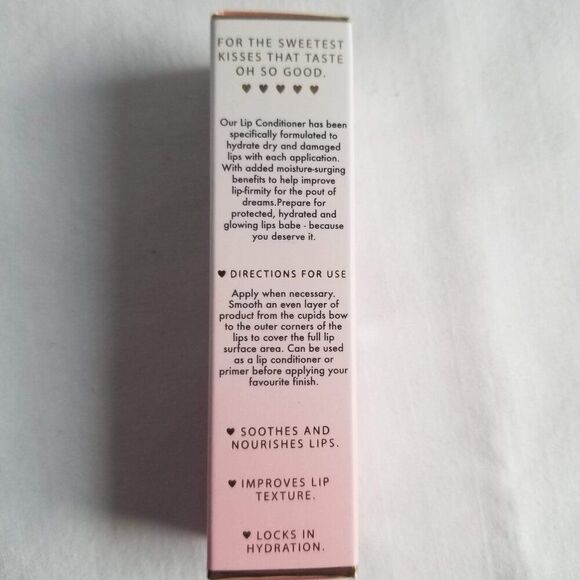 FOR THE SWEETEST
KISSES THAT TASTE
OH SO GOOD.
♥ ♥ ♥ ♥ ♥
Our Lip Conditioner has been
specifically formulated to
hydrate dry and damaged
lips with each application.
With added moisture-surging
benefits to help improve
lip-firmity for the pout of
dreams.Prepare for
protected, hydrated and
glowing lips babe - because
you deserve it.
♥ DIRECTIONS FOR USE
Apply when necessary.
Smooth an even layer of
product from the cupids bow
to the outer corners of the
lips to cover the full lip
surface area. Can be used
as a lip conditioner or
primer before applying your
favourite finish.
♥ SOOTHES AND
NOURISHES LIPS.
♥ IMPROVES LIP
TEXTURE.
♥ LOCKS IN
HYDRATION.